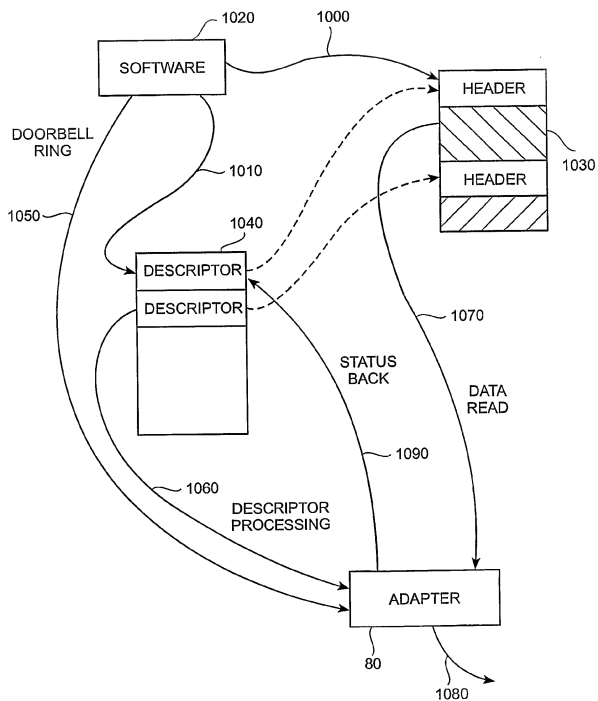 1020
1000
SOFTWARE
HEADER
DOORBELL
RING
1030
1010
HEADER
1050
1040
DESCRIPTOR
DESCRIPTOR
1070
STATUS
BACK
DATA
READ
1090
1060
DESCRIPTOR
PROCESSING
ADAPTER
80
1080